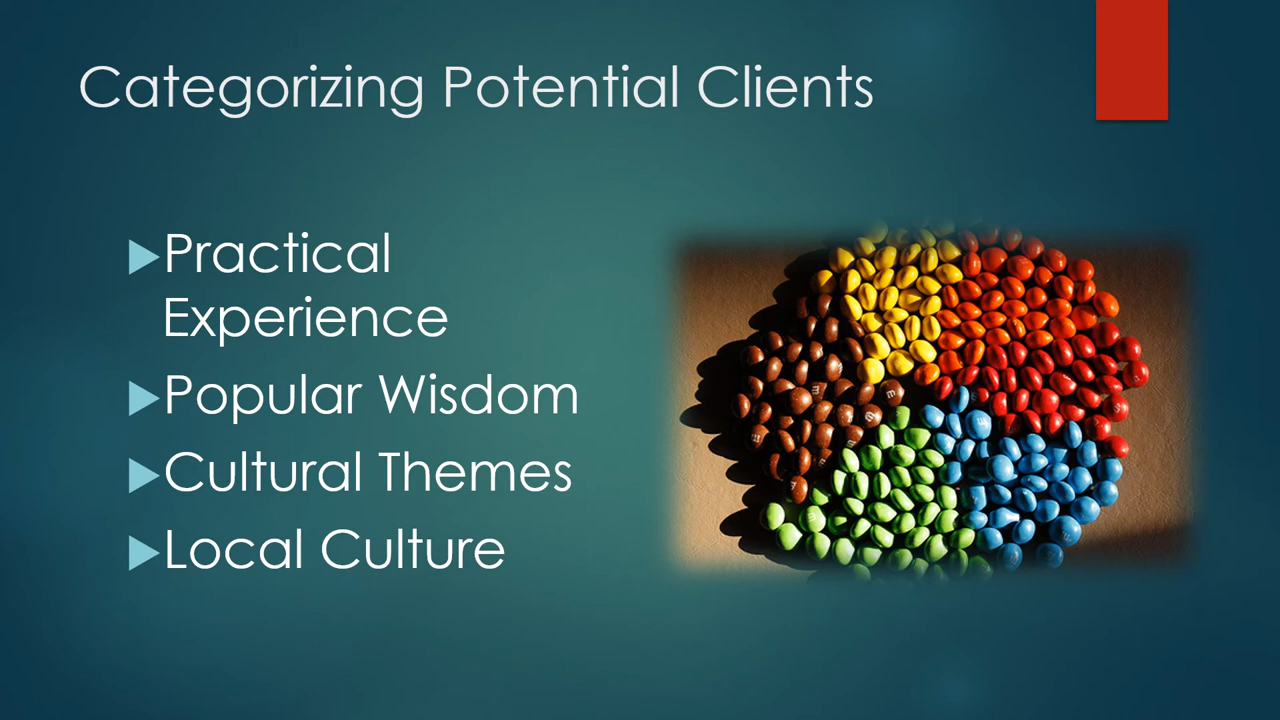 Categorizing Potential Clients
Practical
Experience
Popular Wisdom
Cultural Themes
Local Culture